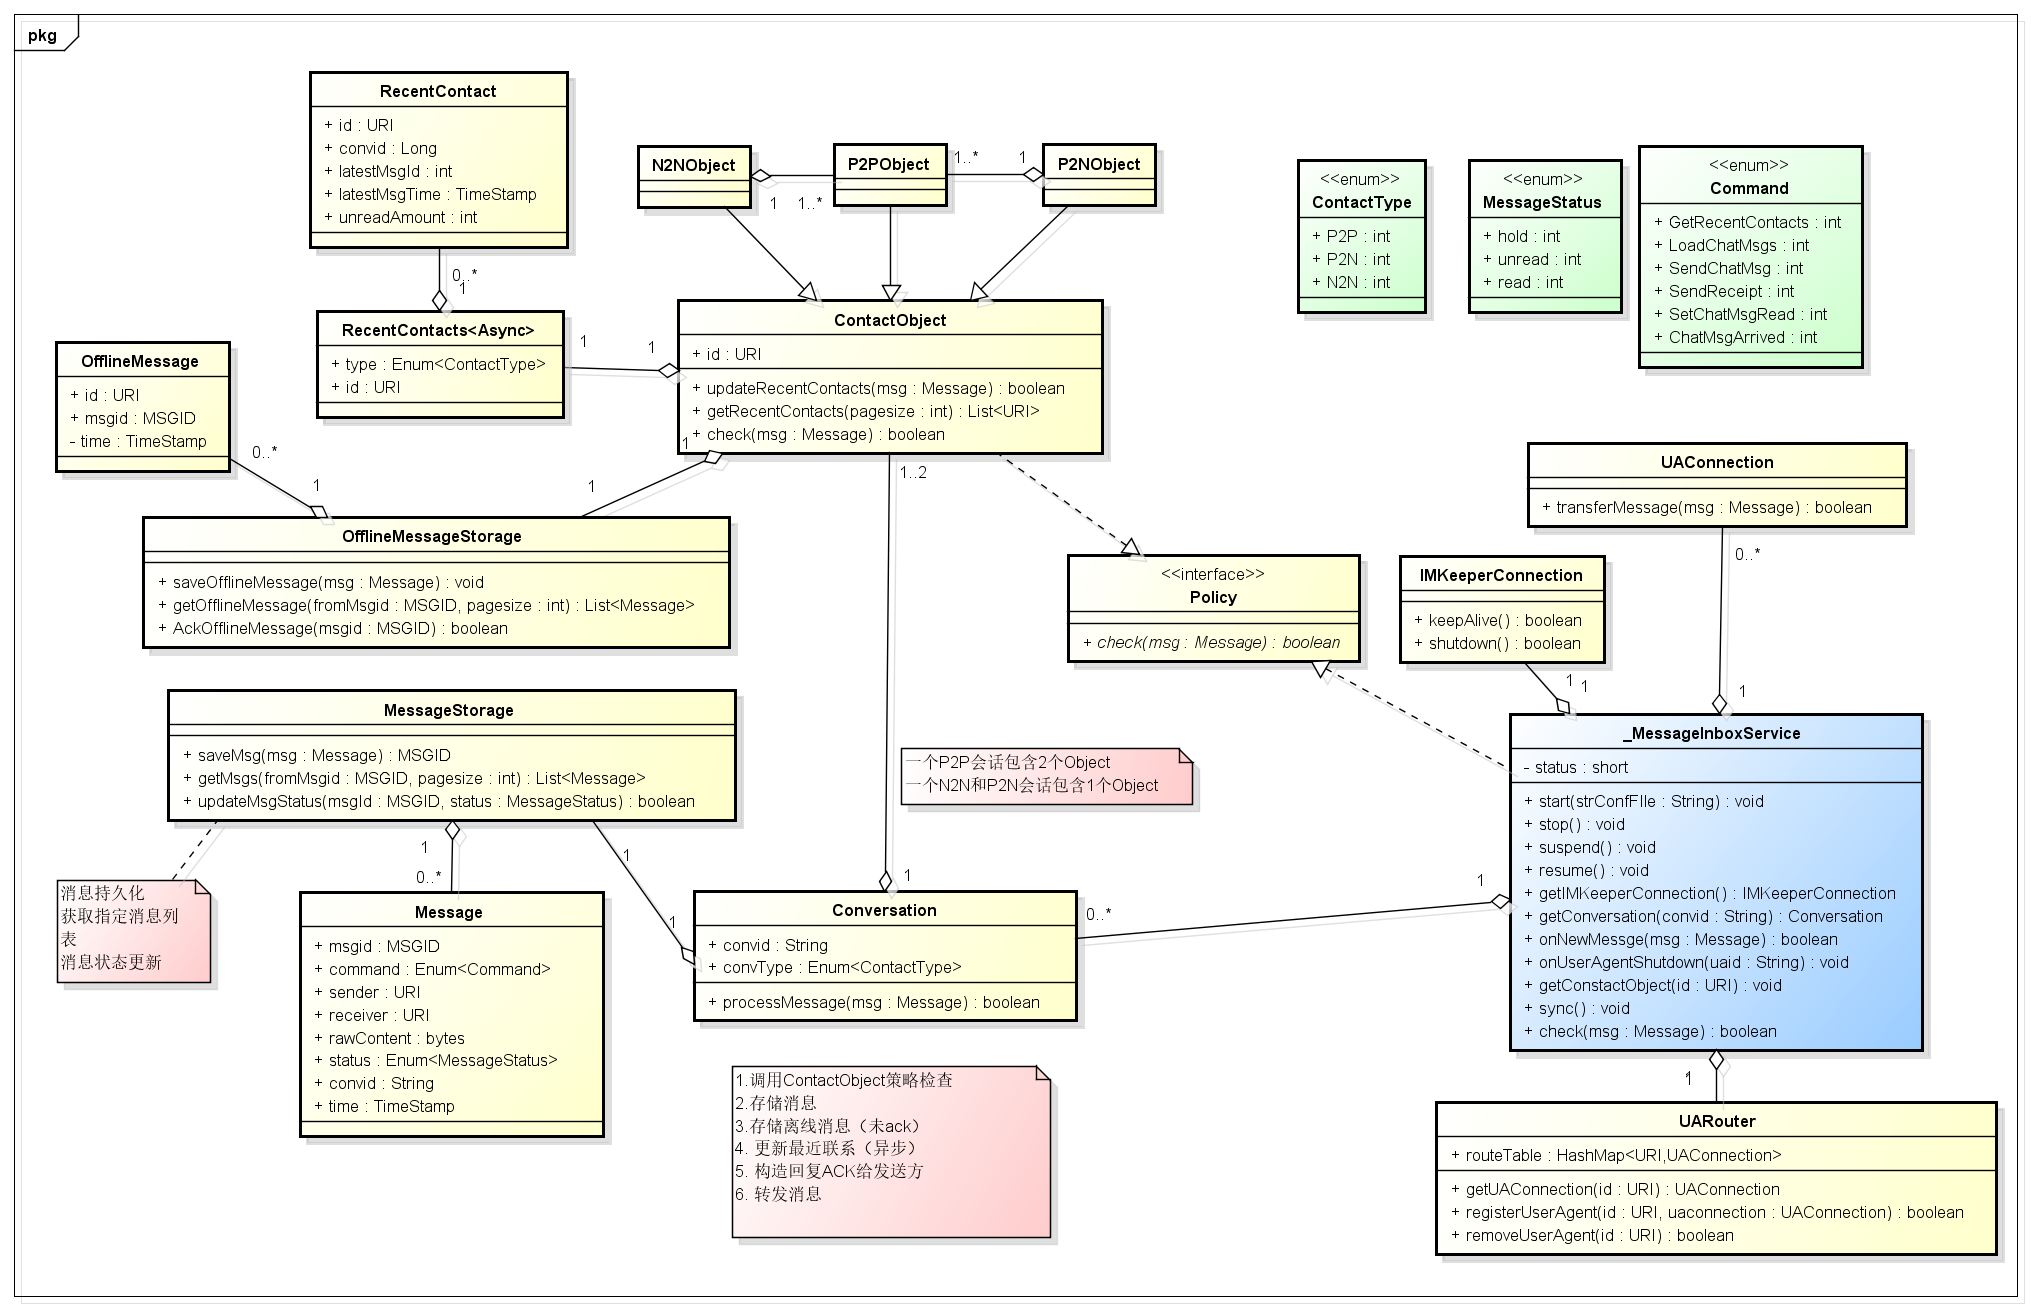 pkg
RecentContact
+ id : URI
+ convid : Long
+ latestMsgId : int
+ latestMsgTime : TimeStamp
+ unreadAmount : int
0..*
1
N2NObject
P2PObject
P2NObject
1
1..*
1..*
1
<<enum>>
ContactType
+ P2P : int
+ P2N : int
+ N2N : int
<<enum>>
MessageStatus
+ hold : int
+ unread : int
+ read : int
<<enum>>
Command
+ GetRecentContacts : int
+ LoadChatMsgs : int
+ SendChatMsg : int
+ SendReceipt : int
+ SetChatMsgRead : int
+ ChatMsgArrived : int
RecentContacts<Async>
+ type : Enum<ContactType>
+ id : URI
1
1
ContactObject
+ id : URI
+ updateRecentContacts(msg : Message) : boolean
+ getRecentContacts(pagesize : int) : List<URI>
+ check(msg : Message) : boolean
1
1
1..2
OfflineMessage
+ id : URI
+ msgid : MSGID
- time : TimeStamp
0..*
1
OfflineMessageStorage
+ saveOfflineMessage(msg : Message) : void
+ getOfflineMessage(fromMsgid : MSGID, pagesize : int) : List<Message>
+ AckOfflineMessage(msgid : MSGID) : boolean
UAConnection
+ transferMessage(msg : Message) : boolean
0..*
1
<<interface>>
Policy
+ check(msg : Message) : boolean
IMKeeperConnection
+ keepAlive() : boolean
+ shutdown() : boolean
1
1
MessageStorage
+ saveMsg(msg : Message) : MSGID
+ getMsgs(fromMsgid : MSGID, pagesize : int) : List<Message>
+ updateMsgStatus(msgId : MSGID, status : MessageStatus) : boolean
1
0..*
1
1
一个P2P会话包含2个Object
一个N2N和P2N会话包含1个Object
_MessageInboxService
- status : short
+ start(strConfFIle : String) : void
+ stop() : void
+ suspend() : void
+ resume() : void
+ getIMKeeperConnection() : IMKeeperConnection
+ getConversation(convid : String) : Conversation
+ onNewMessge(msg : Message) : boolean
+ onUserAgentShutdown(uaid : String) : void
+ getConstactObject(id : URI) : void
+ sync() : void
+ check(msg : Message) : boolean
消息持久化
获取指定消息列
表
消息状态更新
Message
+ msgid : MSGID
+ command : Enum<Command>
+ sender : URI
+ receiver : URI
+ rawContent : bytes
+ status : Enum<MessageStatus>
+ convid : String
+ time : TimeStamp
1
Conversation
+ convid : String
+ convType : Enum<ContactType>
+ processMessage(msg : Message) : boolean
0..*
1
1.调用ContactObject策略检查
2.存储消息
3.存储离线消息（未ack）
4. 更新最近联系（异步）
5. 构造回复ACK给发送方
6. 转发消息
1
UARouter
+ routeTable : HashMap<URI,UAConnection>
+ getUAConnection(id : URI) : UAConnection
+ registerUserAgent(id : URI, uaconnection : UAConnection) : boolean
+ removeUserAgent(id : URI) : boolean